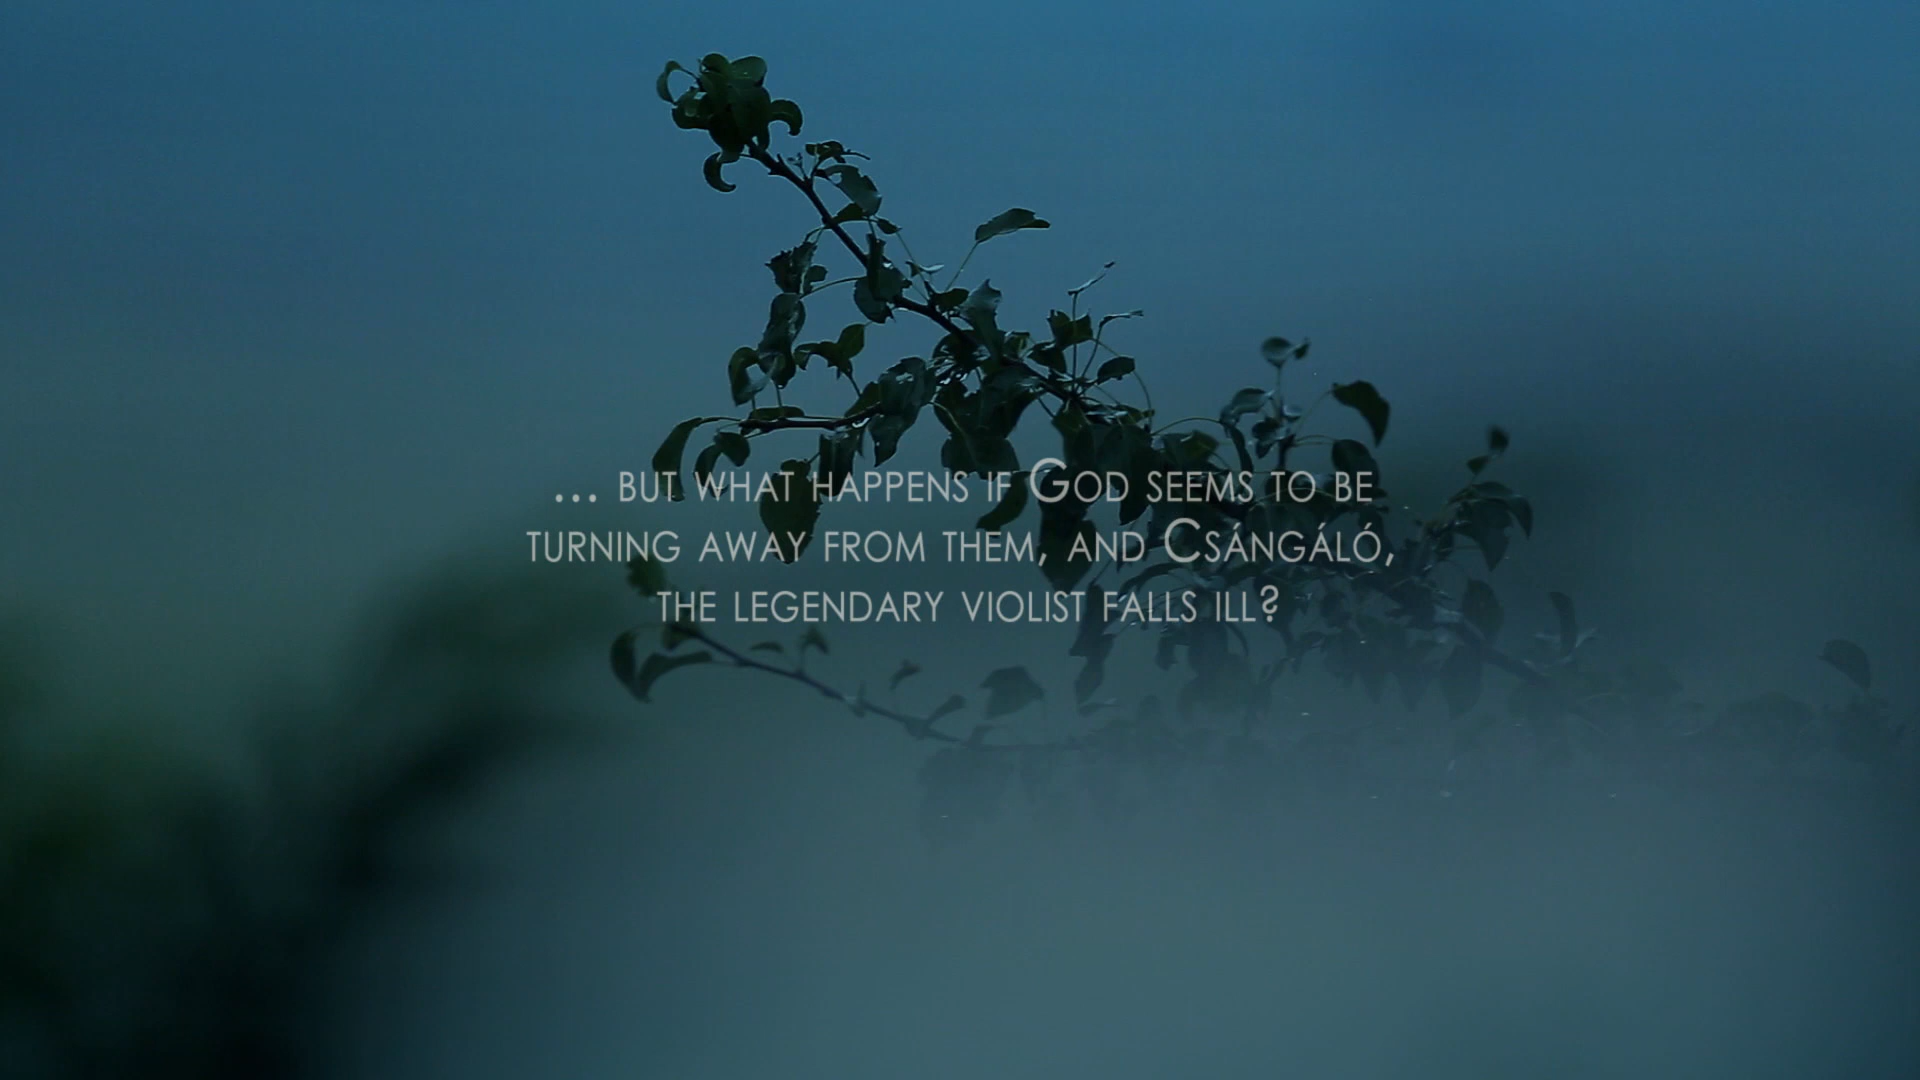 ... but what happens if God seems to be
turning away from them, and Csángáló,
the legendary violist falls ill?